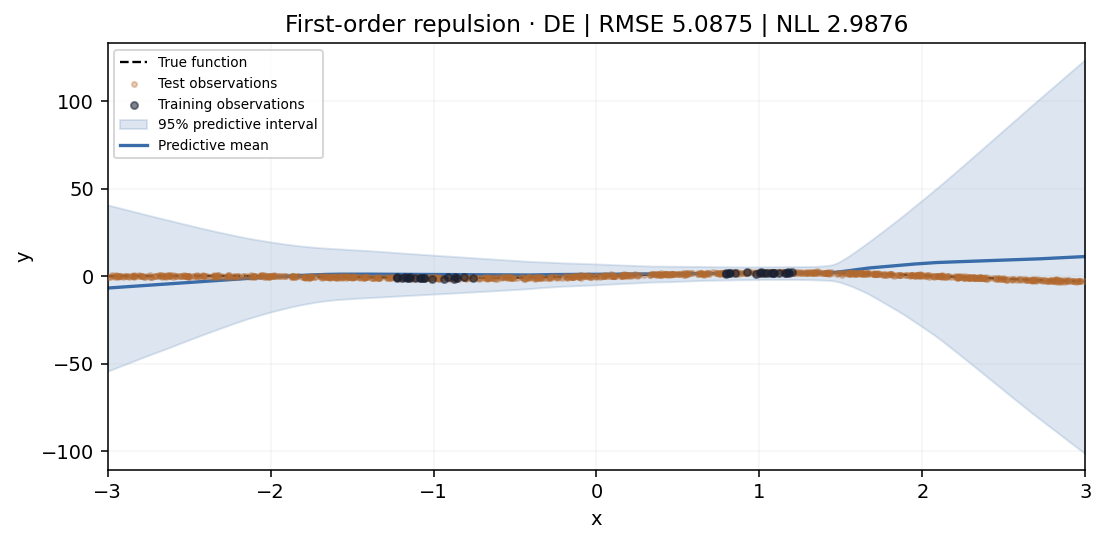 First-order repulsion · DE | RMSE 5.0875 | NLL 2.9876
True function
Test observations
Training observations
95% predictive interval
Predictive mean
y
100
50
0
−50
−100
−3
−2
−1
0
1
2
3
x